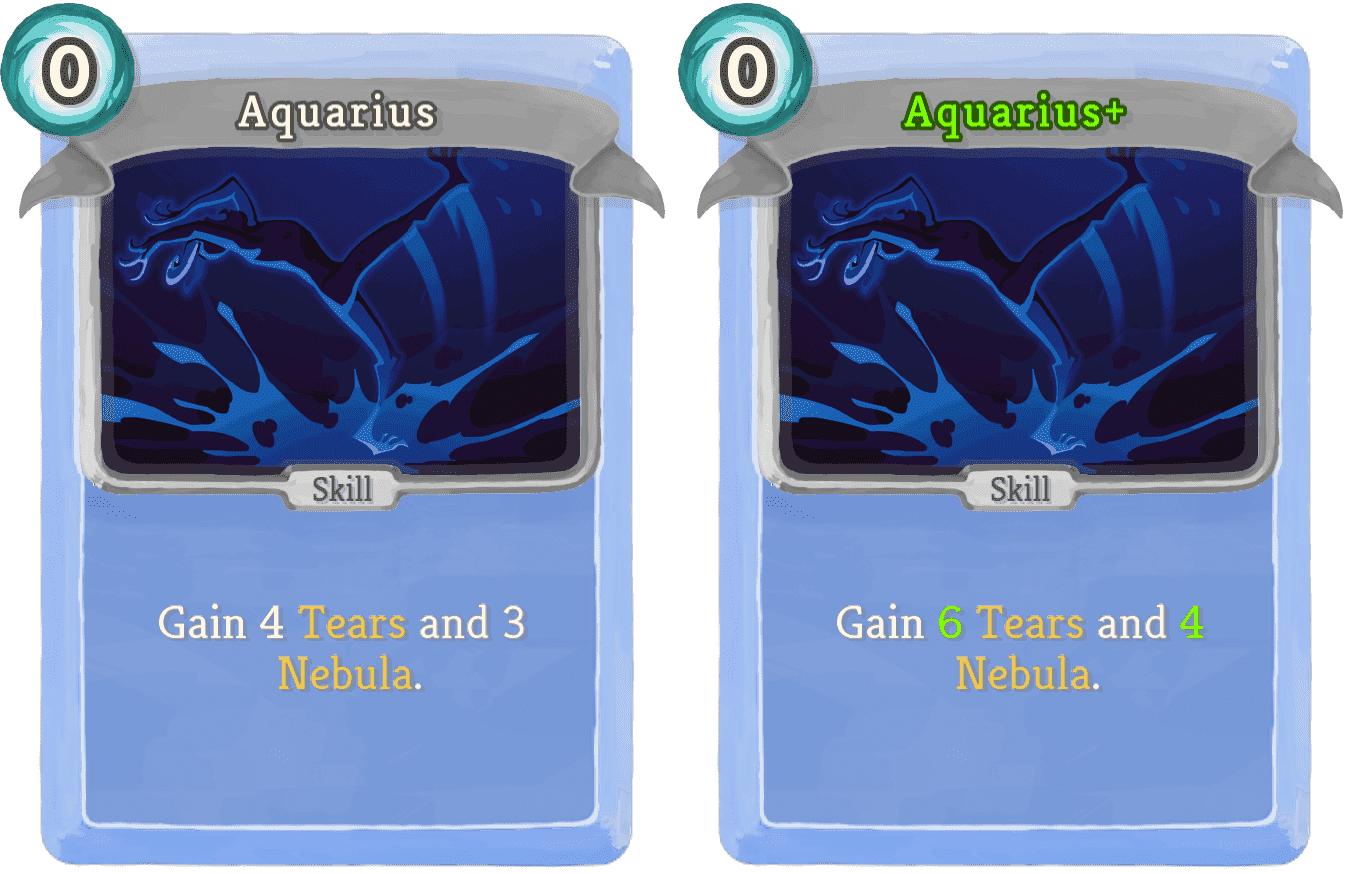 0
Aquarius
Skill
Gain 4 Tears and 3
Nebula.
0
Aquarius+
Skill
Gain 6 Tears and 4
Nebula.